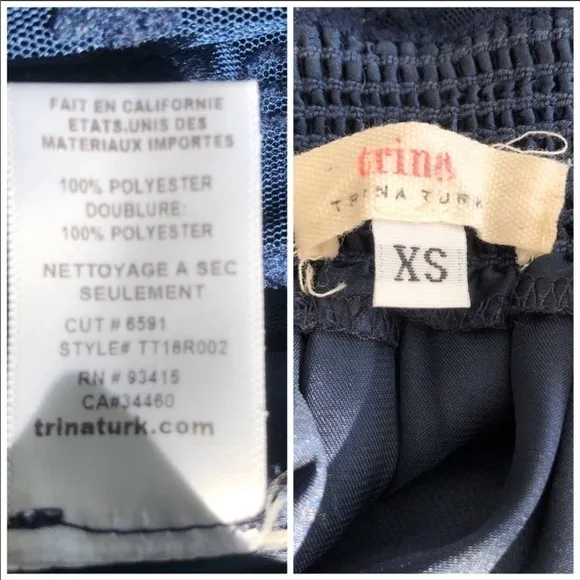 FAIT EN CALIFORNIE
ETATS.UNIS DES
MATERIAUX IMPORTES
100% POLYESTER
DOUBLURE:
100% POLYESTER
NETTOYAGE A SEC
SEULEMENT
CUT # 6591
STYLE# TT16R002
RN # 93415
CA#34460
trinaturk.com
trina
TRINA TURK
XS